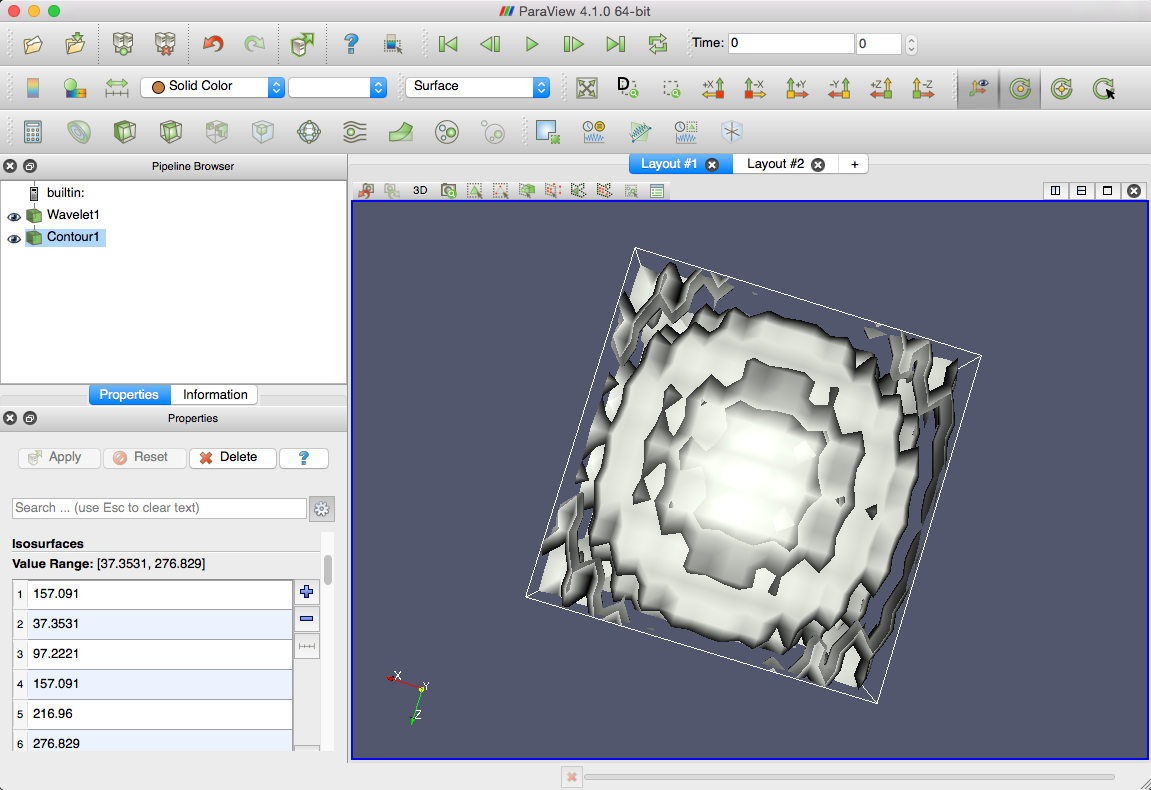 ParaView 4.1.0 64-bit
? Time: 0 0
Solid Color Surface D +X -X +Y -Y +Z -Z
Pipeline Browser
Layout #1 Layout #2 +
3D
builtin:
Wavelet1
Contour1
Properties Information
Properties
Apply Reset Delete ?
Search ... (use Esc to clear text)
Isosurfaces
Value Range: [37.3531, 276.829]
1 157.091
2 37.3531
3 97.2221
4 157.091
5 216.96
6 276.829
X
Y
Z